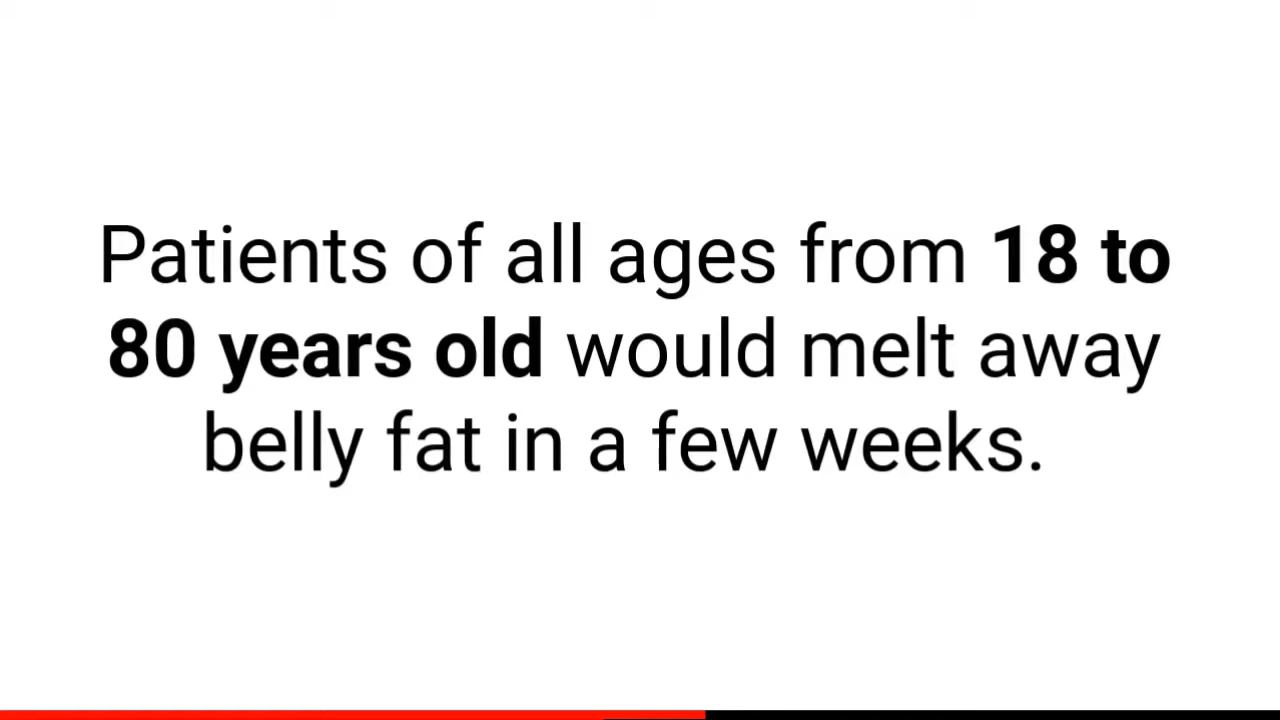 Patients of all ages from 18 to
80 years old would melt away
belly fat in a few weeks.